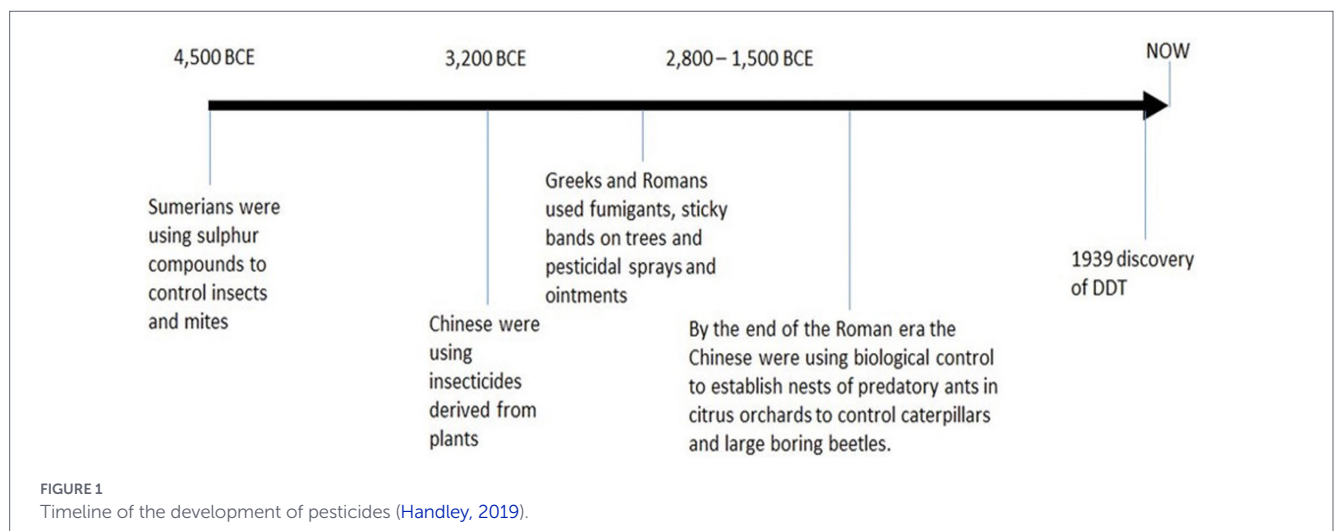 4,500 BCE
3,200 BCE
2,800 – 1,500 BCE
NOW
Sumerians were
using sulphur
compounds to
control insects
and mites
Chinese were
using
insecticides
derived from
plants
Greeks and Romans
used fumigants, sticky
bands on trees and
pesticidal sprays and
ointments
By the end of the Roman era the
Chinese were using biological control
to establish nests of predatory ants in
citrus orchards to control caterpillars
and large boring beetles.
1939 discovery
of DDT
FIGURE 1
Timeline of the development of pesticides (Handley, 2019).